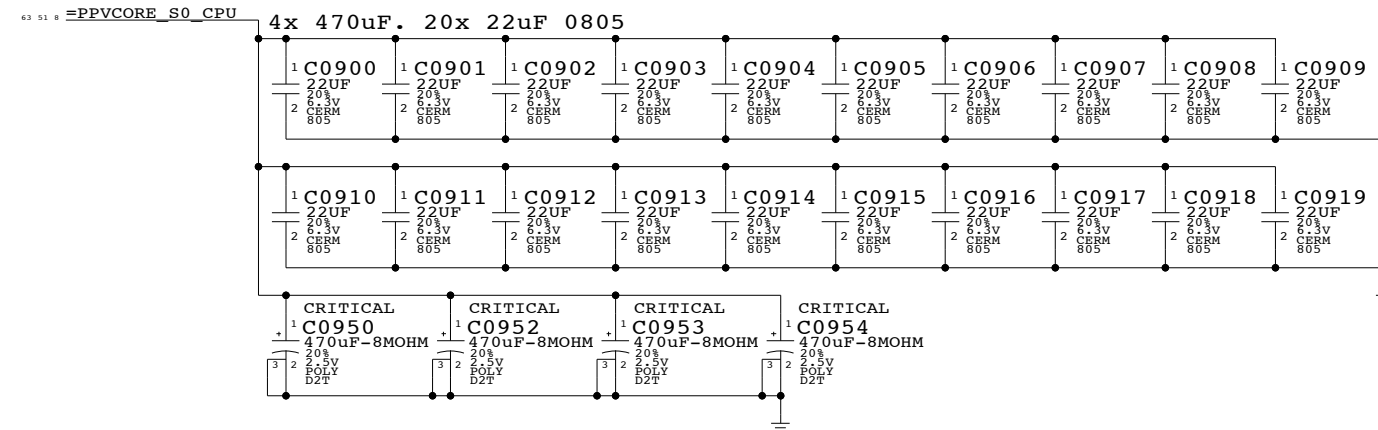 63 51 8 =PPVCORE_S0_CPU
4x 470uF. 20x 22uF 0805
1 C0900 22UF 20% 6.3V CERM 805 2
1 C0901 22UF 20% 6.3V CERM 805 2
1 C0902 22UF 20% 6.3V CERM 805 2
1 C0903 22UF 20% 6.3V CERM 805 2
1 C0904 22UF 20% 6.3V CERM 805 2
1 C0905 22UF 20% 6.3V CERM 805 2
1 C0906 22UF 20% 6.3V CERM 805 2
1 C0907 22UF 20% 6.3V CERM 805 2
1 C0908 22UF 20% 6.3V CERM 805 2
1 C0909 22UF 20% 6.3V CERM 805 2
1 C0910 22UF 20% 6.3V CERM 805 2
1 C0911 22UF 20% 6.3V CERM 805 2
1 C0912 22UF 20% 6.3V CERM 805 2
1 C0913 22UF 20% 6.3V CERM 805 2
1 C0914 22UF 20% 6.3V CERM 805 2
1 C0915 22UF 20% 6.3V CERM 805 2
1 C0916 22UF 20% 6.3V CERM 805 2
1 C0917 22UF 20% 6.3V CERM 805 2
1 C0918 22UF 20% 6.3V CERM 805 2
1 C0919 22UF 20% 6.3V CERM 805 2
CRITICAL + 1 C0950 470uF-8MOHM 20% 2.5V POLY D2T 3 2
CRITICAL + 1 C0952 470uF-8MOHM 20% 2.5V POLY D2T 3 2
CRITICAL + 1 C0953 470uF-8MOHM 20% 2.5V POLY D2T 3 2
CRITICAL + 1 C0954 470uF-8MOHM 20% 2.5V POLY D2T 3 2